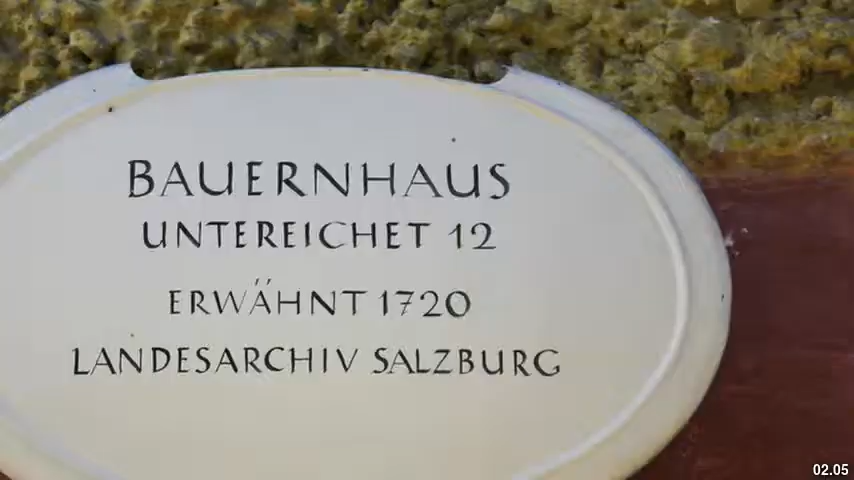 BAUERNHAUS
UNTEREICHET 12
ERWÄHNT 1720
LANDESARCHIV SALZBURG
02.05